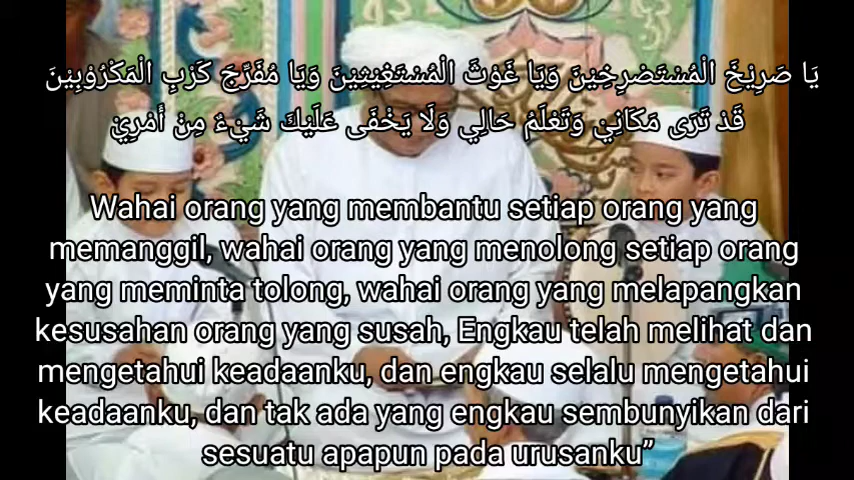 يَا صَرِيْخَ الْمُسْتَصْرِخِيْنَ وَيَا غَوْثَ الْمُسْتَغِيْثِيْنَ وَيَا مُفَرِّجَ كَرْبِ الْمَكْرُوْبِيْنَ
قَدْ تَرَى مَكَانِيْ وَتَعْلَمُ حَالِي وَلَا يَخْفَى عَلَيْكَ شَيْءٌ مِنْ أَمْرِيْ
Wahai orang yang membantu setiap orang yang
memanggil, wahai orang yang menolong setiap orang
yang meminta tolong, wahai orang yang melapangkan
kesusahan orang yang susah, Engkau telah melihat dan
mengetahui keadaanku, dan engkau selalu mengetahui
keadaanku, dan tak ada yang engkau sembunyikan dari
sesuatu apapun pada urusanku”